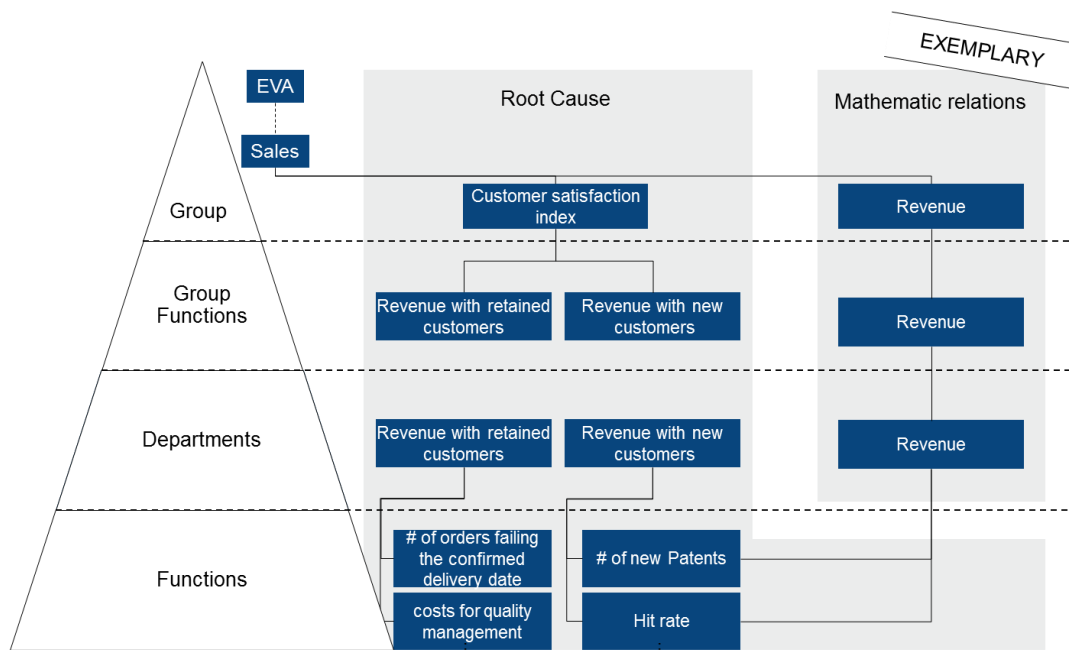 EXEMPLARY
EVA
Root Cause
Mathematic relations
Sales
Group
Customer satisfaction
index
Revenue
Group
Functions
Revenue with retained
customers
Revenue with new
customers
Revenue
Departments
Revenue with retained
customers
Revenue with new
customers
Revenue
Functions
# of orders failing
the confirmed
delivery date
# of new Patents
costs for quality
management
Hit rate